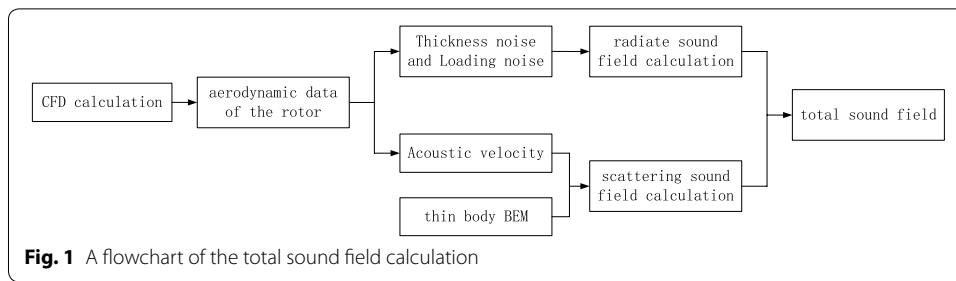 CFD calculation
aerodynamic data
of the rotor
Thickness noise
and Loading noise
radiate sound
field calculation
Acoustic velocity
thin body BEM
scattering sound
field calculation
total sound field
Fig. 1 A flowchart of the total sound field calculation